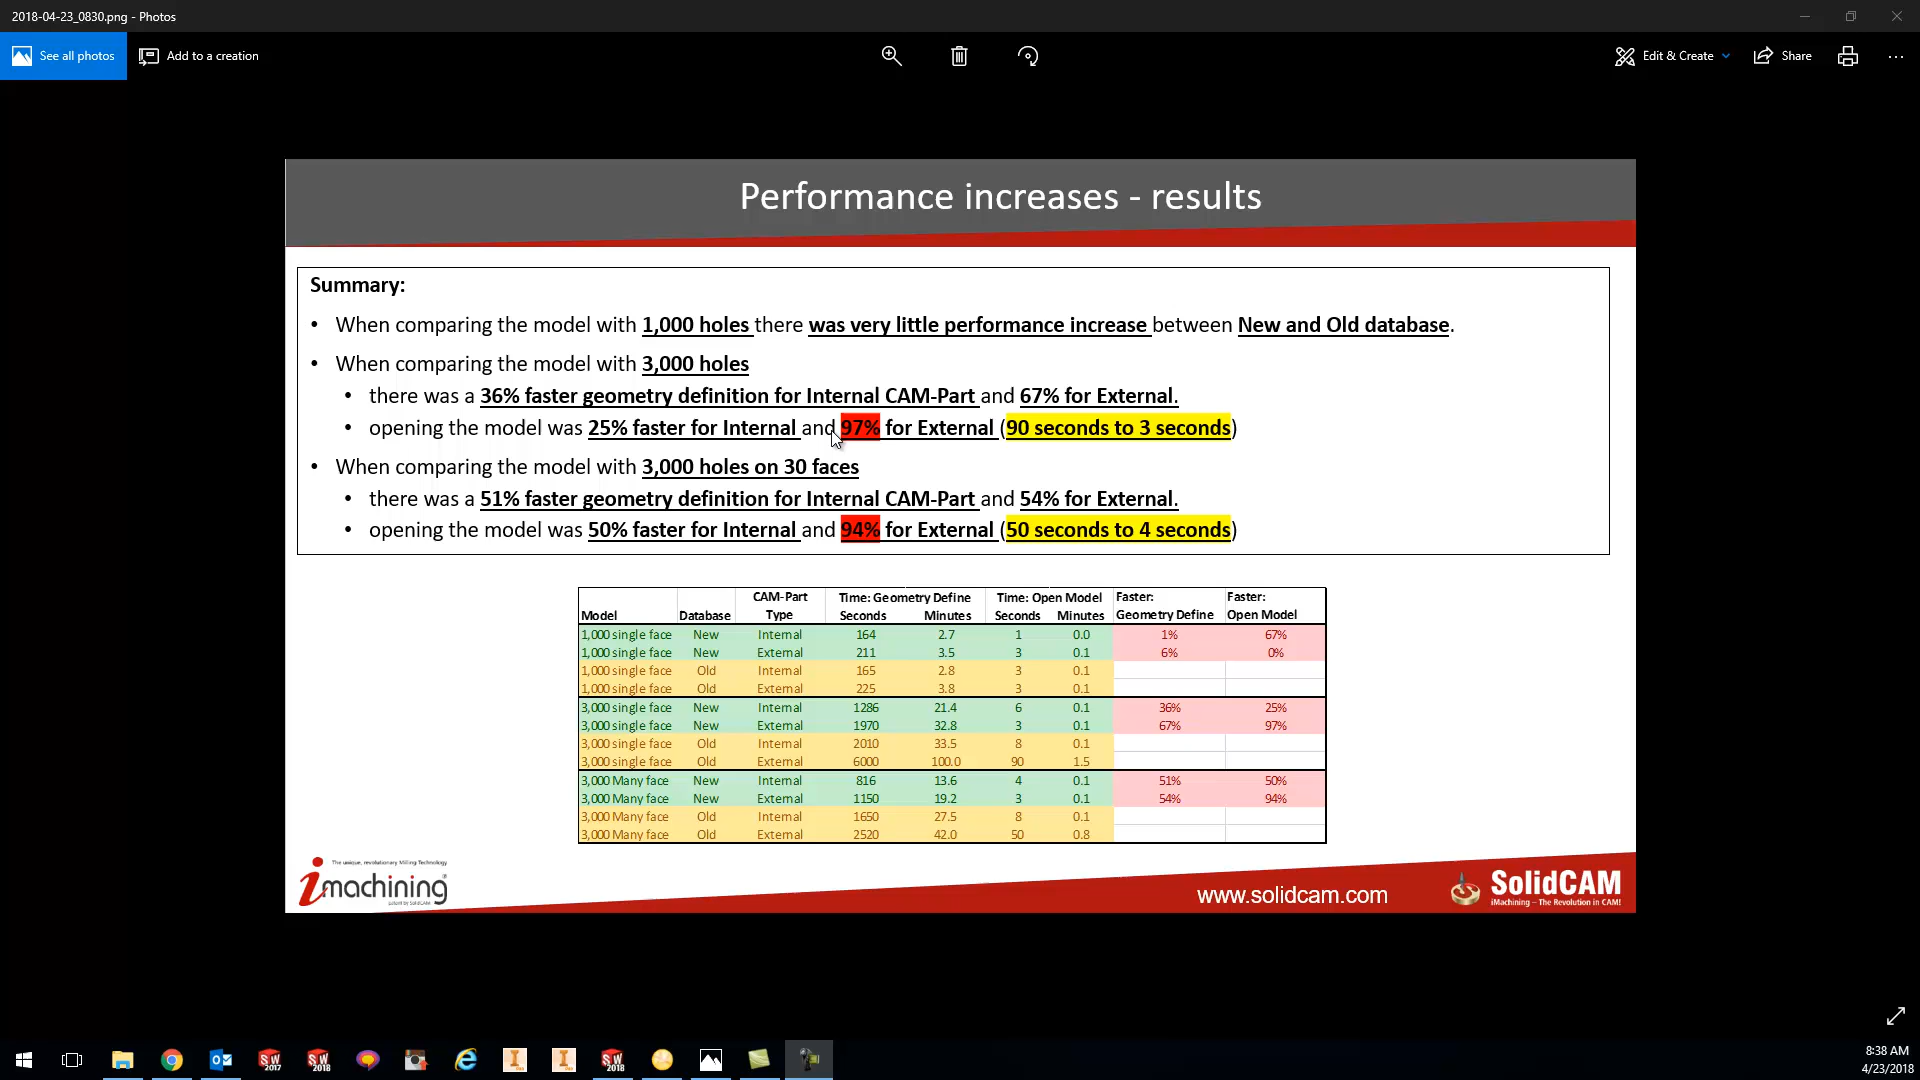 2018-04-23_0830.png - Photos
See all photos
Add to a creation
Edit & Create
Share
Performance increases - results
Summary:
• When comparing the model with 1,000 holes there was very little performance increase between New and Old database.
• When comparing the model with 3,000 holes
• there was a 36% faster geometry definition for Internal CAM-Part and 67% for External.
• opening the model was 25% faster for Internal and 97% for External (90 seconds to 3 seconds)
• When comparing the model with 3,000 holes on 30 faces
• there was a 51% faster geometry definition for Internal CAM-Part and 54% for External.
• opening the model was 50% faster for Internal and 94% for External (50 seconds to 4 seconds)
CAM-Part Time: Geometry Define Time: Open Model Faster: Faster:
Model Database Type Seconds Minutes Seconds Minutes Geometry Define Open Model
1,000 single face New Internal 164 2.7 1 0.0 1% 67%
1,000 single face New External 211 3.5 3 0.1 6% 0%
1,000 single face Old Internal 165 2.8 3 0.1
1,000 single face Old External 225 3.8 3 0.1
3,000 single face New Internal 1286 21.4 6 0.1 36% 25%
3,000 single face New External 1970 32.8 3 0.1 67% 97%
3,000 single face Old Internal 2010 33.5 8 0.1
3,000 single face Old External 6000 100.0 90 1.5
3,000 Many face New Internal 816 13.6 4 0.1 51% 50%
3,000 Many face New External 1150 19.2 3 0.1 54% 94%
3,000 Many face Old Internal 1650 27.5 8 0.1
3,000 Many face Old External 2520 42.0 50 0.8
The unique, revolutionary Milling Technology
imachining
patent by SolidCAM
www.solidcam.com
SolidCAM
iMachining – The Revolution in CAM!
SW 2017
SW 2018
SW 2018
8:38 AM
4/23/2018